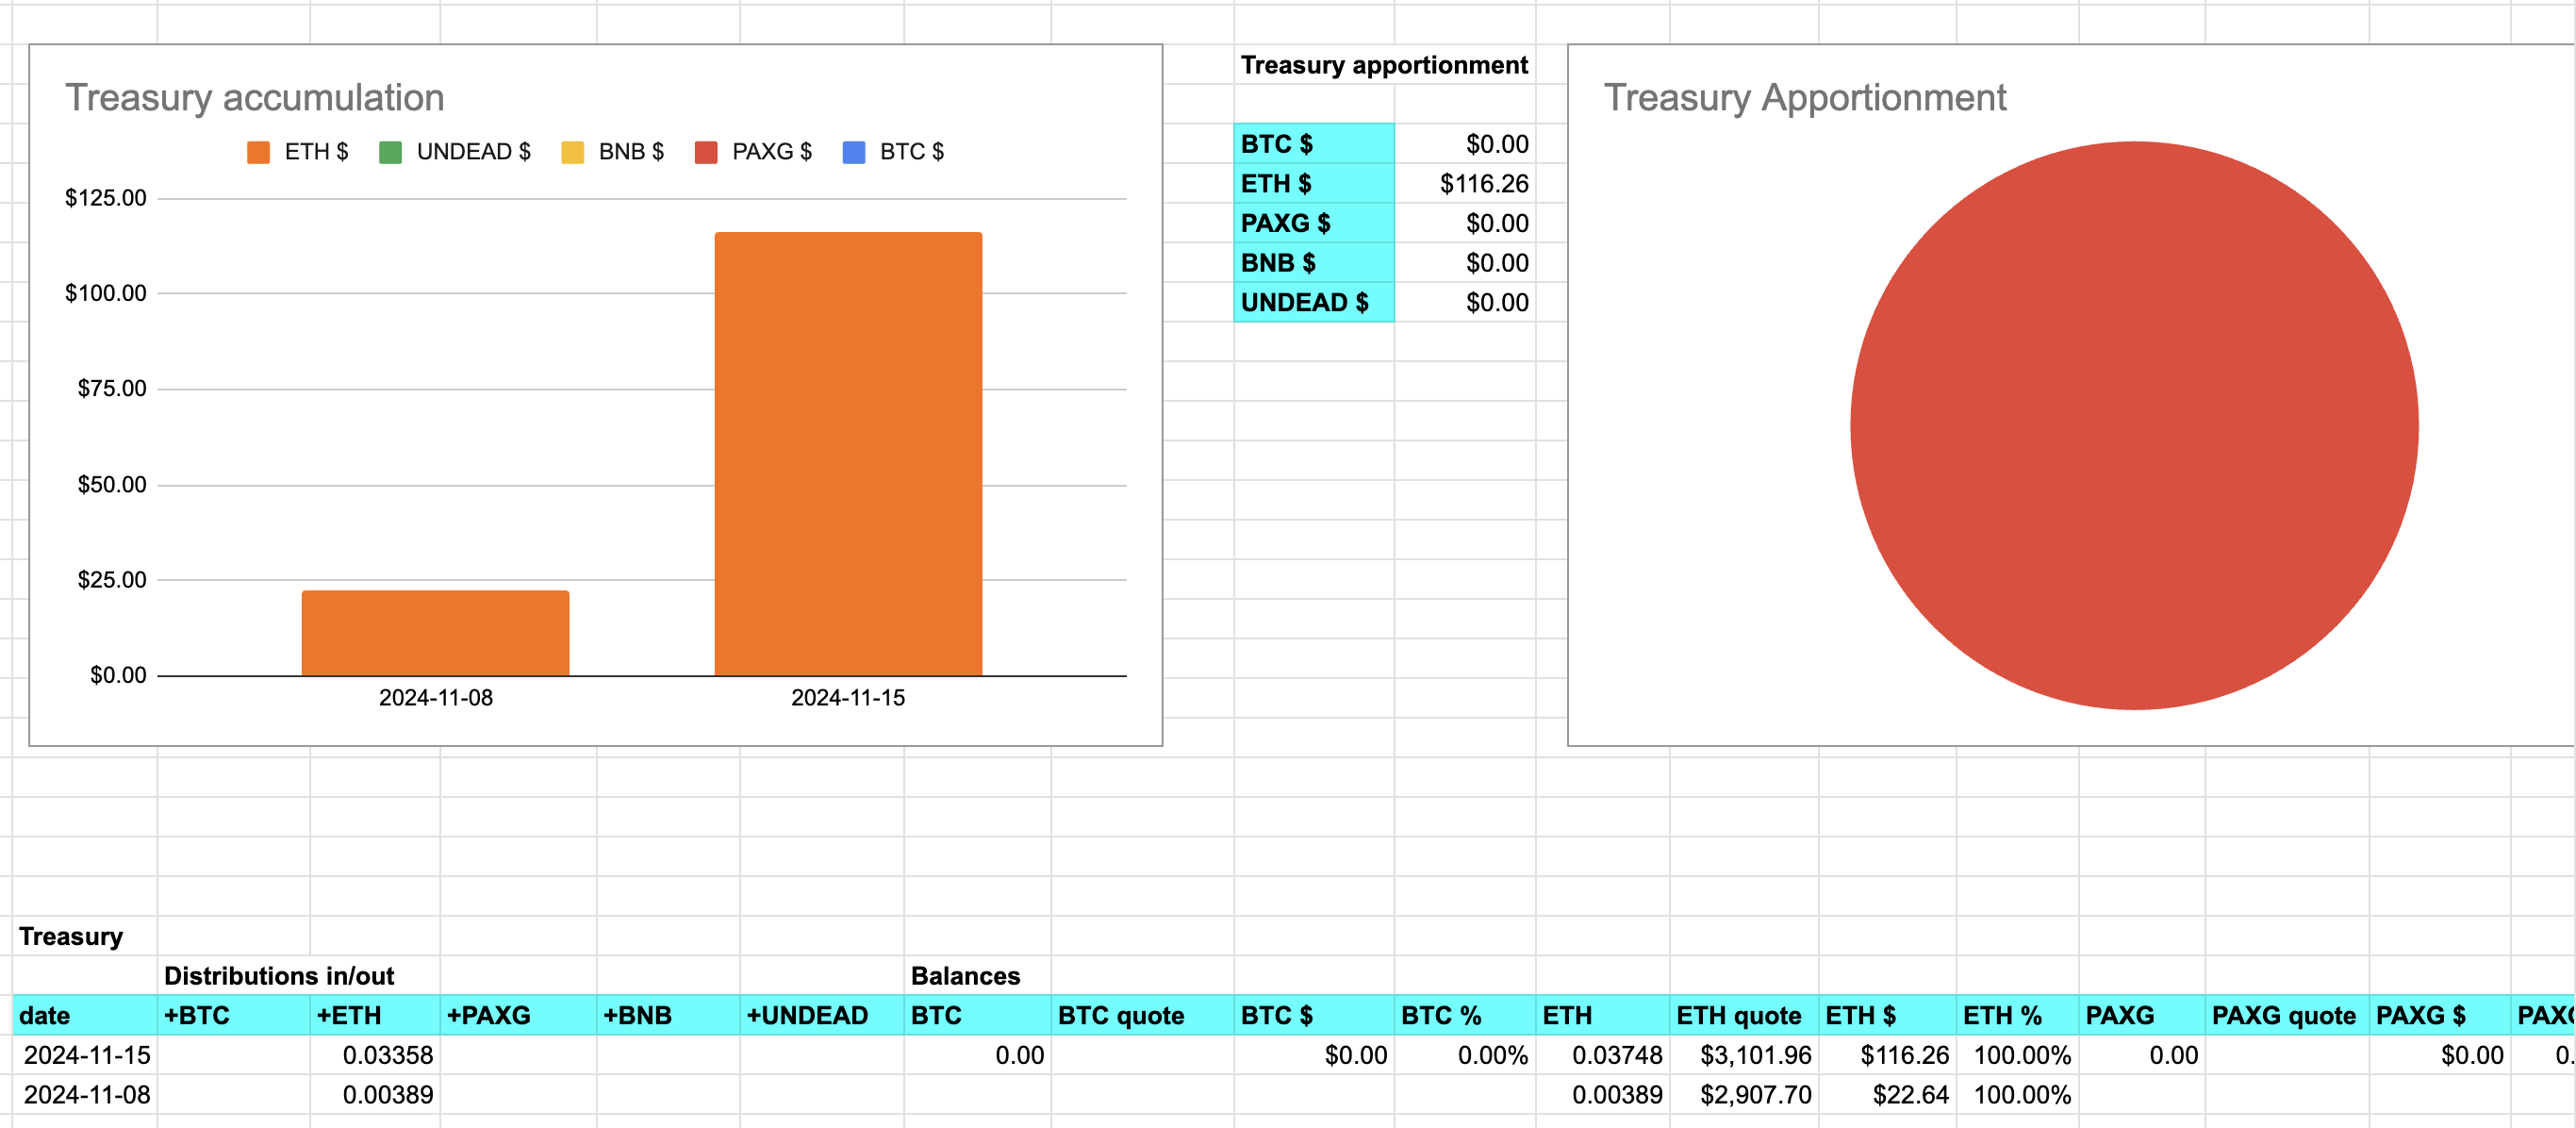 Treasury accumulation
ETH $ UNDEAD $ BNB $ PAXG $ BTC $
$125.00
$100.00
$75.00
$50.00
$25.00
$0.00
2024-11-08 2024-11-15
Treasury apportionment
BTC $ $0.00
ETH $ $116.26
PAXG $ $0.00
BNB $ $0.00
UNDEAD $ $0.00
Treasury Apportionment
Treasury
Distributions in/out Balances
date +BTC +ETH +PAXG +BNB +UNDEAD BTC BTC quote BTC $ BTC % ETH ETH quote ETH $ ETH % PAXG PAXG quote PAXG $
2024-11-15 0.03358 0.00 $0.00 0.00% 0.03748 $3,101.96 $116.26 100.00% 0.00 $0.00
2024-11-08 0.00389 0.00389 $2,907.70 $22.64 100.00%